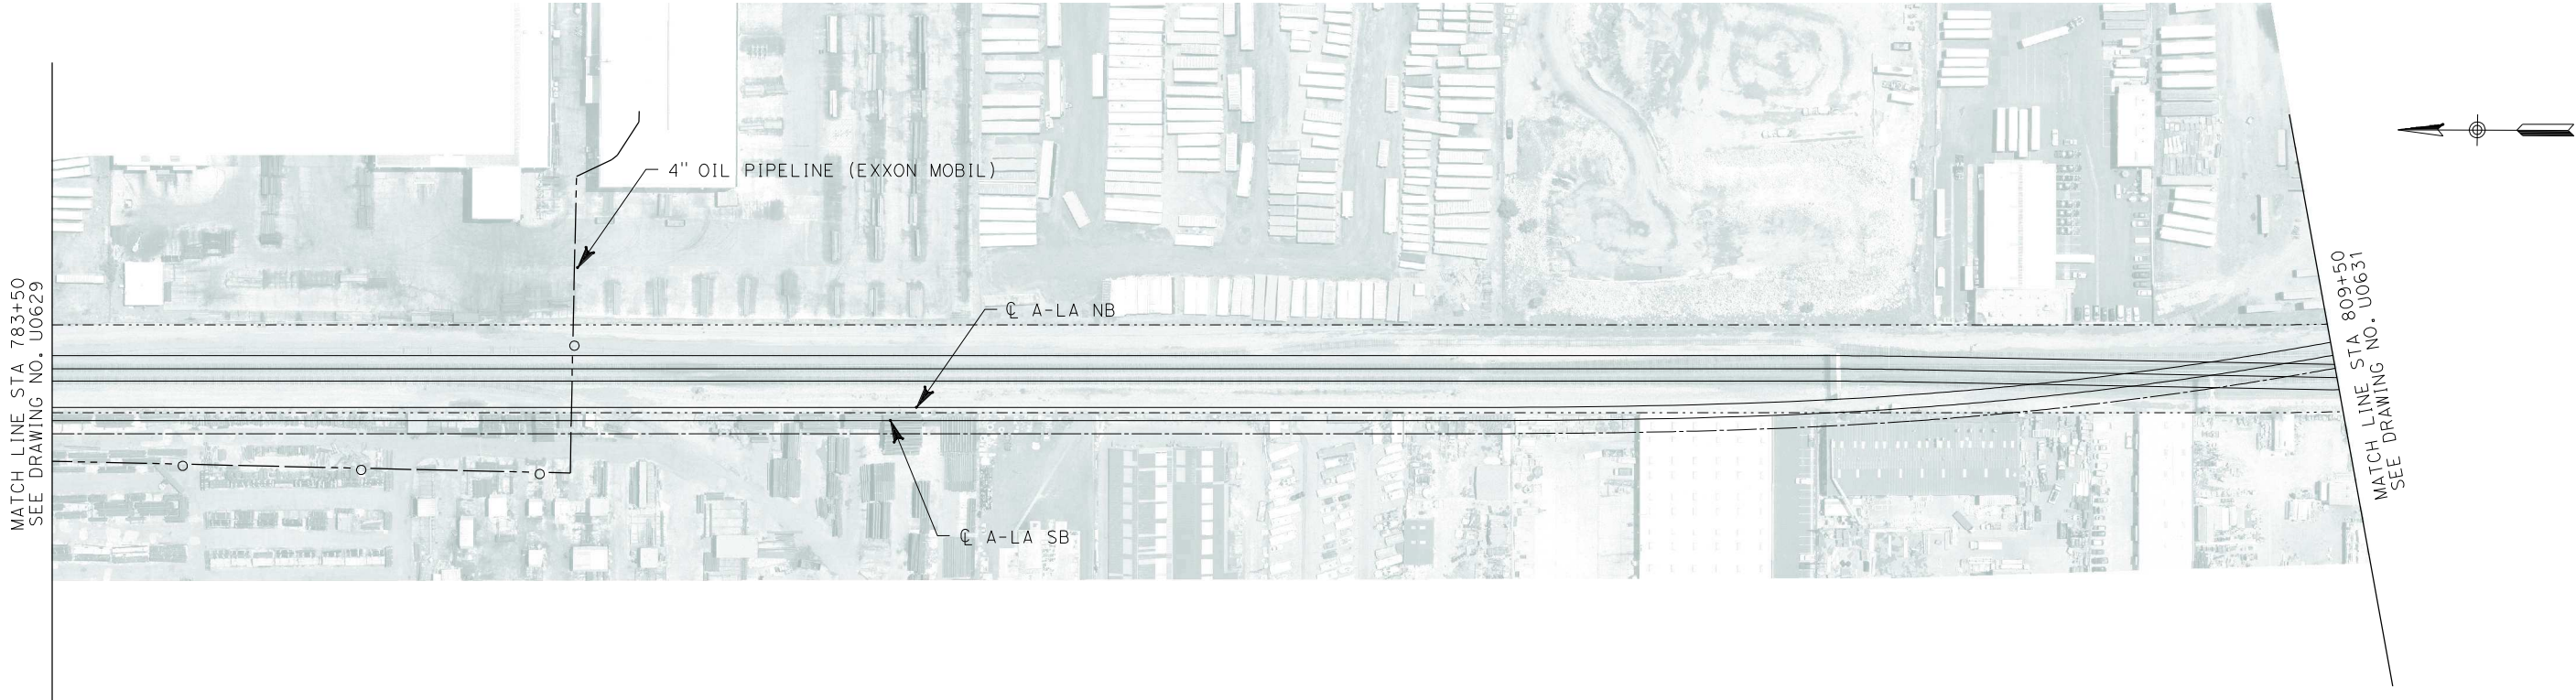 MATCH LINE STA 783+50
SEE DRAWING NO. U0629
4" OIL PIPELINE (EXXON MOBIL)
℄ A-LA NB
℄ A-LA SB
MATCH LINE STA 809+50
SEE DRAWING NO. U0631